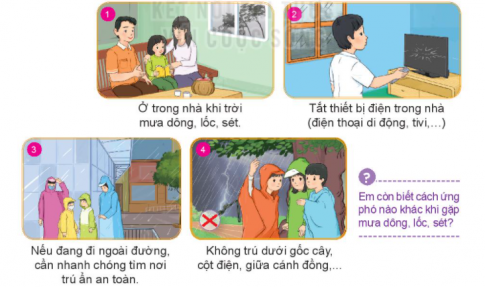 KẾT NỐI
CUỘC S
1
2
Ở trong nhà khi trời
mưa dông, lốc, sét.
Tắt thiết bị điện trong nhà
(điện thoại di động, tivi,...)
3
4
?
Em còn biết cách ứng
phó nào khác khi gặp
mưa dông, lốc, sét?
Nếu đang đi ngoài đường,
cần nhanh chóng tìm nơi
trú ẩn an toàn.
Không trú dưới gốc cây,
cột điện, giữa cánh đồng,...